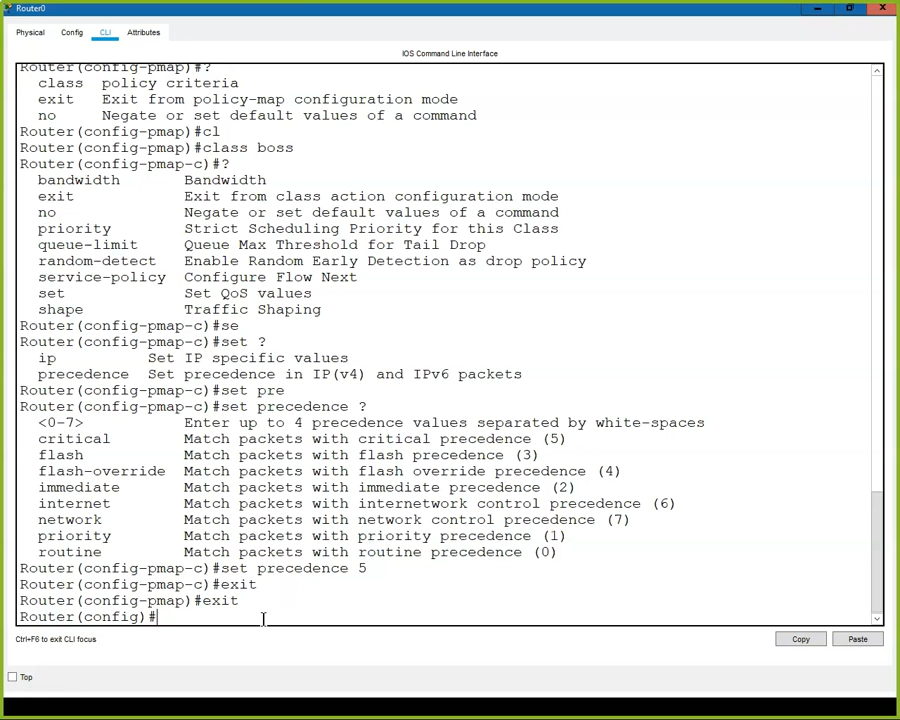 Router0
Physical Config CLI Attributes
IOS Command Line Interface
Router(config-pmap)#?
class policy criteria
exit Exit from policy-map configuration mode
no Negate or set default values of a command
Router(config-pmap)#cl
Router(config-pmap)#class boss
Router(config-pmap-c)#?
bandwidth Bandwidth
exit Exit from class action configuration mode
no Negate or set default values of a command
priority Strict Scheduling Priority for this Class
queue-limit Queue Max Threshold for Tail Drop
random-detect Enable Random Early Detection as drop policy
service-policy Configure Flow Next
set Set QoS values
shape Traffic Shaping
Router(config-pmap-c)#se
Router(config-pmap-c)#set ?
ip Set IP specific values
precedence Set precedence in IP(v4) and IPv6 packets
Router(config-pmap-c)#set pre
Router(config-pmap-c)#set precedence ?
<0-7> Enter up to 4 precedence values separated by white-spaces
critical Match packets with critical precedence (5)
flash Match packets with flash precedence (3)
flash-override Match packets with flash override precedence (4)
immediate Match packets with immediate precedence (2)
internet Match packets with internetwork control precedence (6)
network Match packets with network control precedence (7)
priority Match packets with priority precedence (1)
routine Match packets with routine precedence (0)
Router(config-pmap-c)#set precedence 5
Router(config-pmap-c)#exit
Router(config-pmap)#exit
Router(config)#
Ctrl+F6 to exit CLI focus
Copy Paste
Top